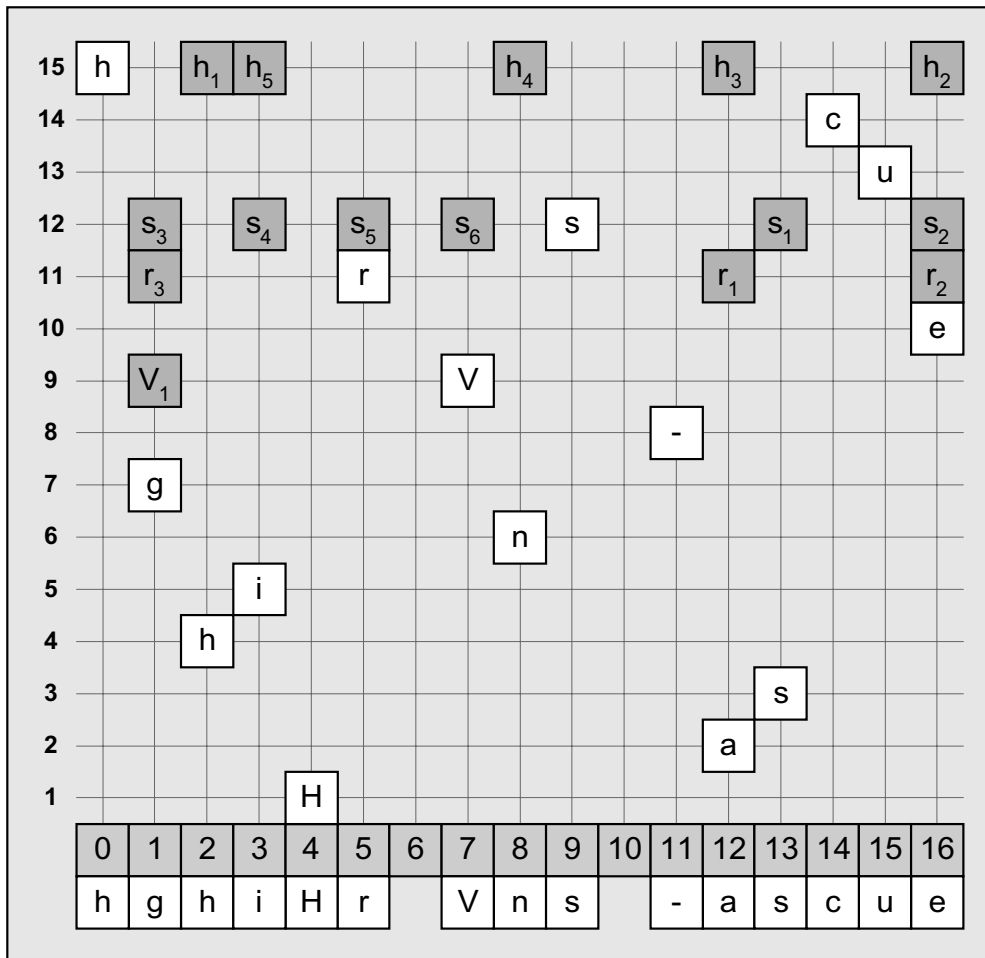 15 h h₁ h₅ h₄ h₃ h₂
14 c
13 u
12 s₃ s₄ s₅ s₆ s s₁ s₂
11 r₃ r r₁ r₂
10 e
9 V₁ V
8 -
7 g
6 n
5 i
4 h
3 s
2 a
1 H
0 1 2 3 4 5 6 7 8 9 10 11 12 13 14 15 16
h g h i H r V n s - a s c u e